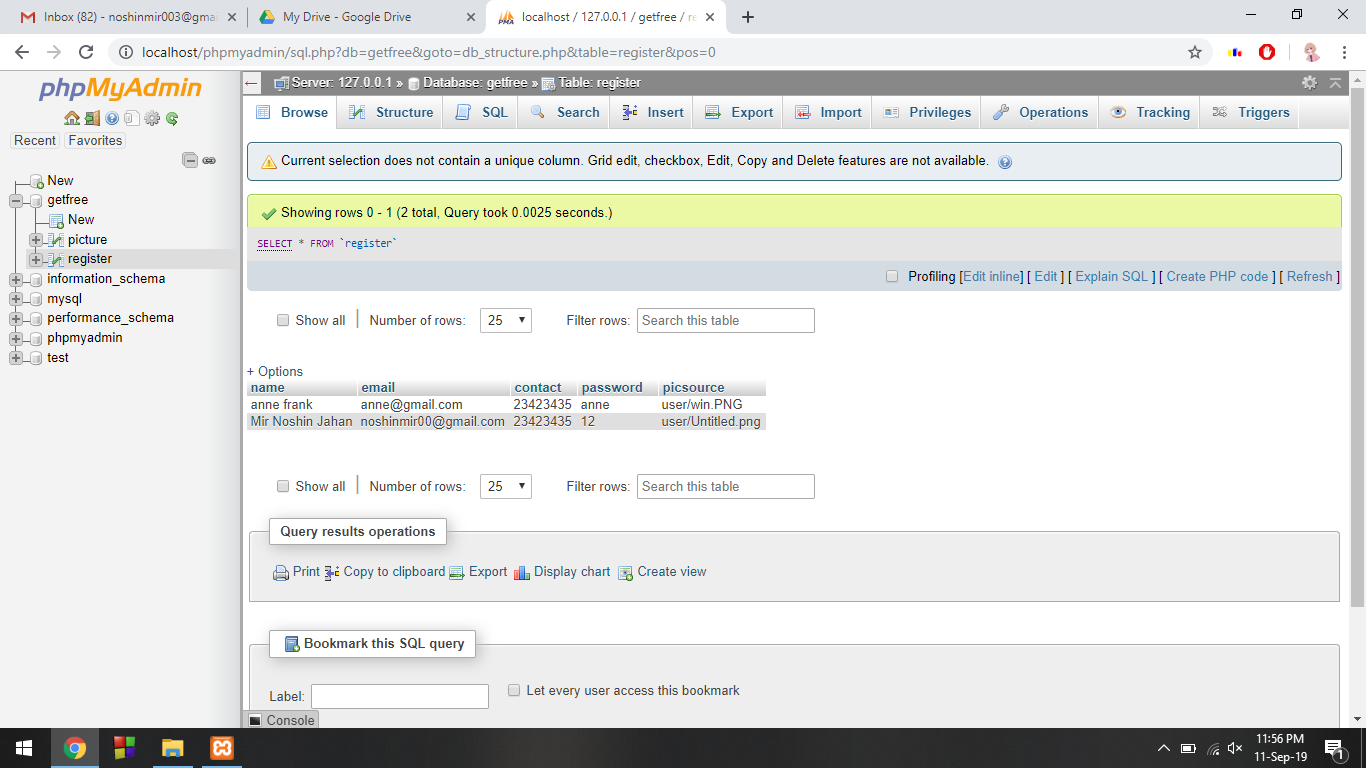 Inbox (82) - noshinmir003@gmai
My Drive - Google Drive
localhost / 127.0.0.1 / getfree / re
localhost/phpmyadmin/sql.php?db=getfree&goto=db_structure.php&table=register&pos=0
phpMyAdmin
Recent Favorites
New
getfree
New
picture
register
information_schema
mysql
performance_schema
phpmyadmin
test
Server: 127.0.0.1 » Database: getfree » Table: register
Browse Structure SQL Search Insert Export Import Privileges Operations Tracking Triggers
Current selection does not contain a unique column. Grid edit, checkbox, Edit, Copy and Delete features are not available.
Showing rows 0 - 1 (2 total, Query took 0.0025 seconds.)
SELECT * FROM `register`
Profiling [Edit inline] [ Edit ] [ Explain SQL ] [ Create PHP code ] [ Refresh ]
Show all | Number of rows: 25 Filter rows: Search this table
+ Options
name email contact password picsource
anne frank anne@gmail.com 23423435 anne user/win.PNG
Mir Noshin Jahan noshinmir00@gmail.com 23423435 12 user/Untitled.png
Show all | Number of rows: 25 Filter rows: Search this table
Query results operations
Print Copy to clipboard Export Display chart Create view
Bookmark this SQL query
Label: Let every user access this bookmark
Console
11:56 PM
11-Sep-19
1